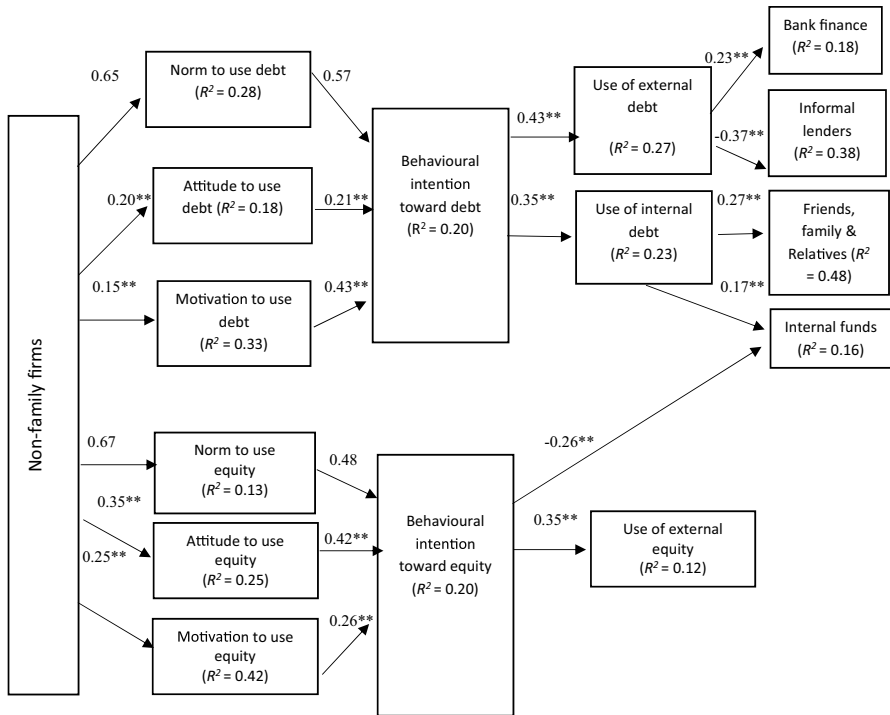 Non-family firms
0.65
0.20**
0.15**
0.67
0.35**
0.25**
Norm to use debt
(R² = 0.28)
Attitude to use
debt (R² = 0.18)
Motivation to use
debt
(R² = 0.33)
Norm to use
equity
(R² = 0.13)
Attitude to use
equity
(R² = 0.25)
Motivation to use
equity
(R² = 0.42)
0.57
0.21**
0.43**
0.48
0.42**
0.26**
Behavioural
intention
toward debt
(R² = 0.20)
Behavioural
intention
toward equity
(R² = 0.20)
0.43**
0.35**
-0.26**
0.35**
Use of external
debt
(R² = 0.27)
Use of internal
debt
(R² = 0.23)
Use of external
equity
(R² = 0.12)
0.23**
-0.37**
0.27**
0.17**
Bank finance
(R² = 0.18)
Informal
lenders
(R² = 0.38)
Friends,
family &
Relatives (R²
= 0.48)
Internal funds
(R² = 0.16)